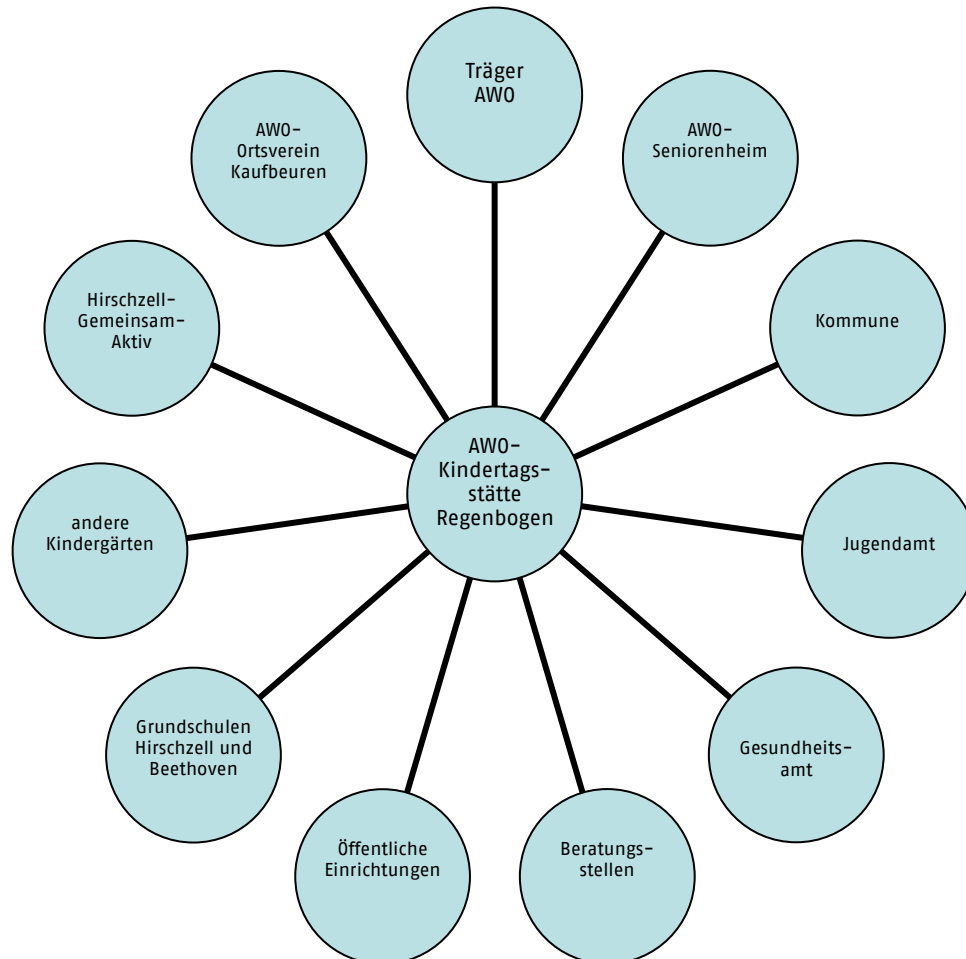 Träger
AWO
AWO-
Seniorenheim
Kommune
Jugendamt
Gesundheits-
amt
Beratungs-
stellen
Öffentliche
Einrichtungen
Grundschulen
Hirschzell und
Beethoven
andere
Kindergärten
Hirschzell-
Gemeinsam-
Aktiv
AWO-
Ortsverein
Kaufbeuren
AWO-
Kindertags-
stätte
Regenbogen